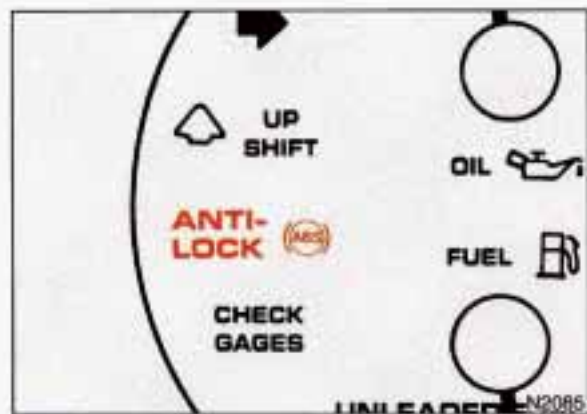 UP
SHIFT
OIL
ANTI-
LOCK
ABS
FUEL
CHECK
GAGES
N2085